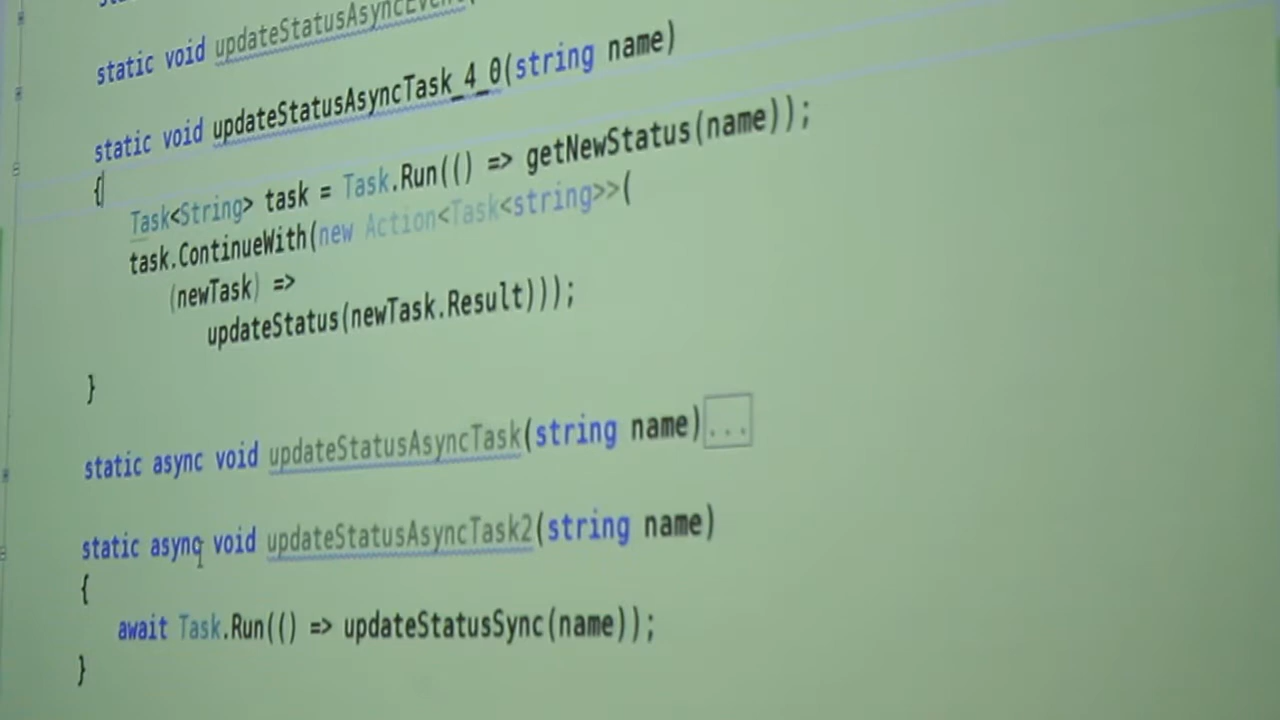 static void updateStatusAsyncEvent(
static void updateStatusAsyncTask_4_0(string name)
{
Task<String> task = Task.Run(() => getNewStatus(name));
task.ContinueWith(new Action<Task<string>>(
(newTask) =>
updateStatus(newTask.Result)));
}
static async void updateStatusAsyncTask(string name)...
static async void updateStatusAsyncTask2(string name)
{
await Task.Run(() => updateStatusSync(name));
}